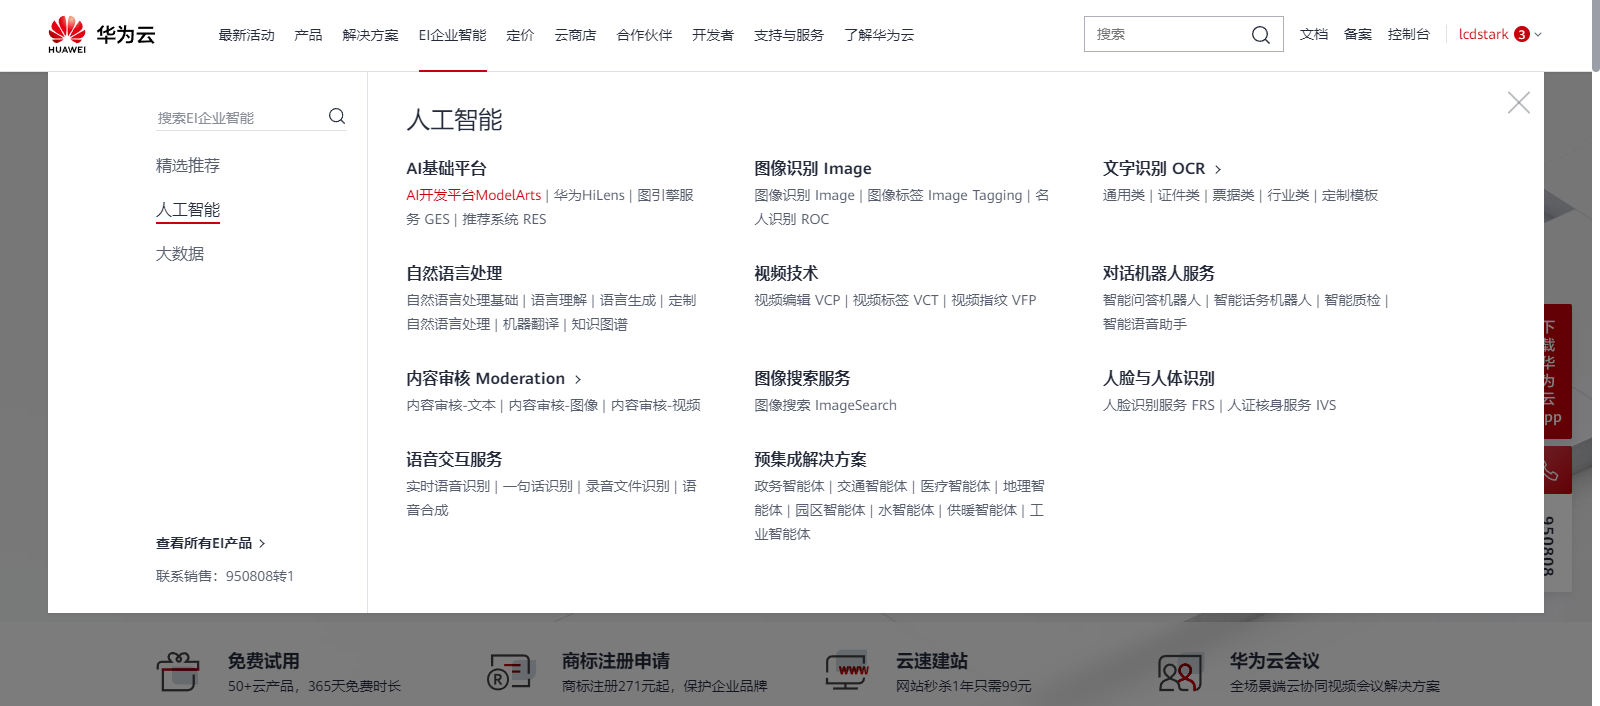 HUAWEI 华为云 最新活动 产品 解决方案 EI企业智能 定价 云商店 合作伙伴 开发者 支持与服务 了解华为云 搜索 文档 备案 控制台 lcdstark 3
搜索EI企业智能
精选推荐
人工智能
大数据
查看所有EI产品 >
联系销售：950808转1
人工智能
AI基础平台
AI开发平台ModelArts | 华为HiLens | 图引擎服
务 GES | 推荐系统 RES
图像识别 Image
图像识别 Image | 图像标签 Image Tagging | 名
人识别 ROC
文字识别 OCR >
通用类 | 证件类 | 票据类 | 行业类 | 定制模板
自然语言处理
自然语言处理基础 | 语言理解 | 语言生成 | 定制
自然语言处理 | 机器翻译 | 知识图谱
视频技术
视频编辑 VCP | 视频标签 VCT | 视频指纹 VFP
对话机器人服务
智能问答机器人 | 智能话务机器人 | 智能质检 |
智能语音助手
内容审核 Moderation >
内容审核-文本 | 内容审核-图像 | 内容审核-视频
图像搜索服务
图像搜索 ImageSearch
人脸与人体识别
人脸识别服务 FRS | 人证核身服务 IVS
语音交互服务
实时语音识别 | 一句话识别 | 录音文件识别 | 语
音合成
预集成解决方案
政务智能体 | 交通智能体 | 医疗智能体 | 地理智
能体 | 园区智能体 | 水智能体 | 供暖智能体 | 工
业智能体
下载华为云
pp
950808
免费试用
50+云产品，365天免费时长
R
商标注册申请
商标注册271元起，保护企业品牌
www
云速建站
网站秒杀1年只需99元
华为云会议
全场景端云协同视频会议解决方案